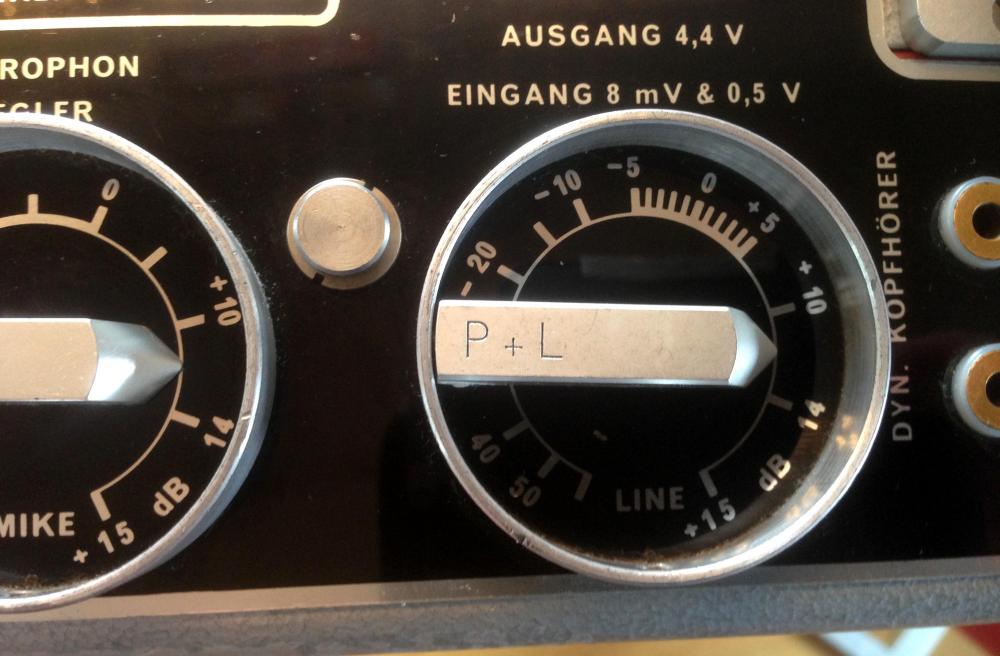 ROPHON
AUSGANG 4,4 V
EINGANG 8 mV & 0,5 V
0
+10
14
dB
+15
MIKE
-20
-10
-5
0
+5
+10
14
dB
+15
LINE
50
40
P+L
DYN. KOPFHÖRER